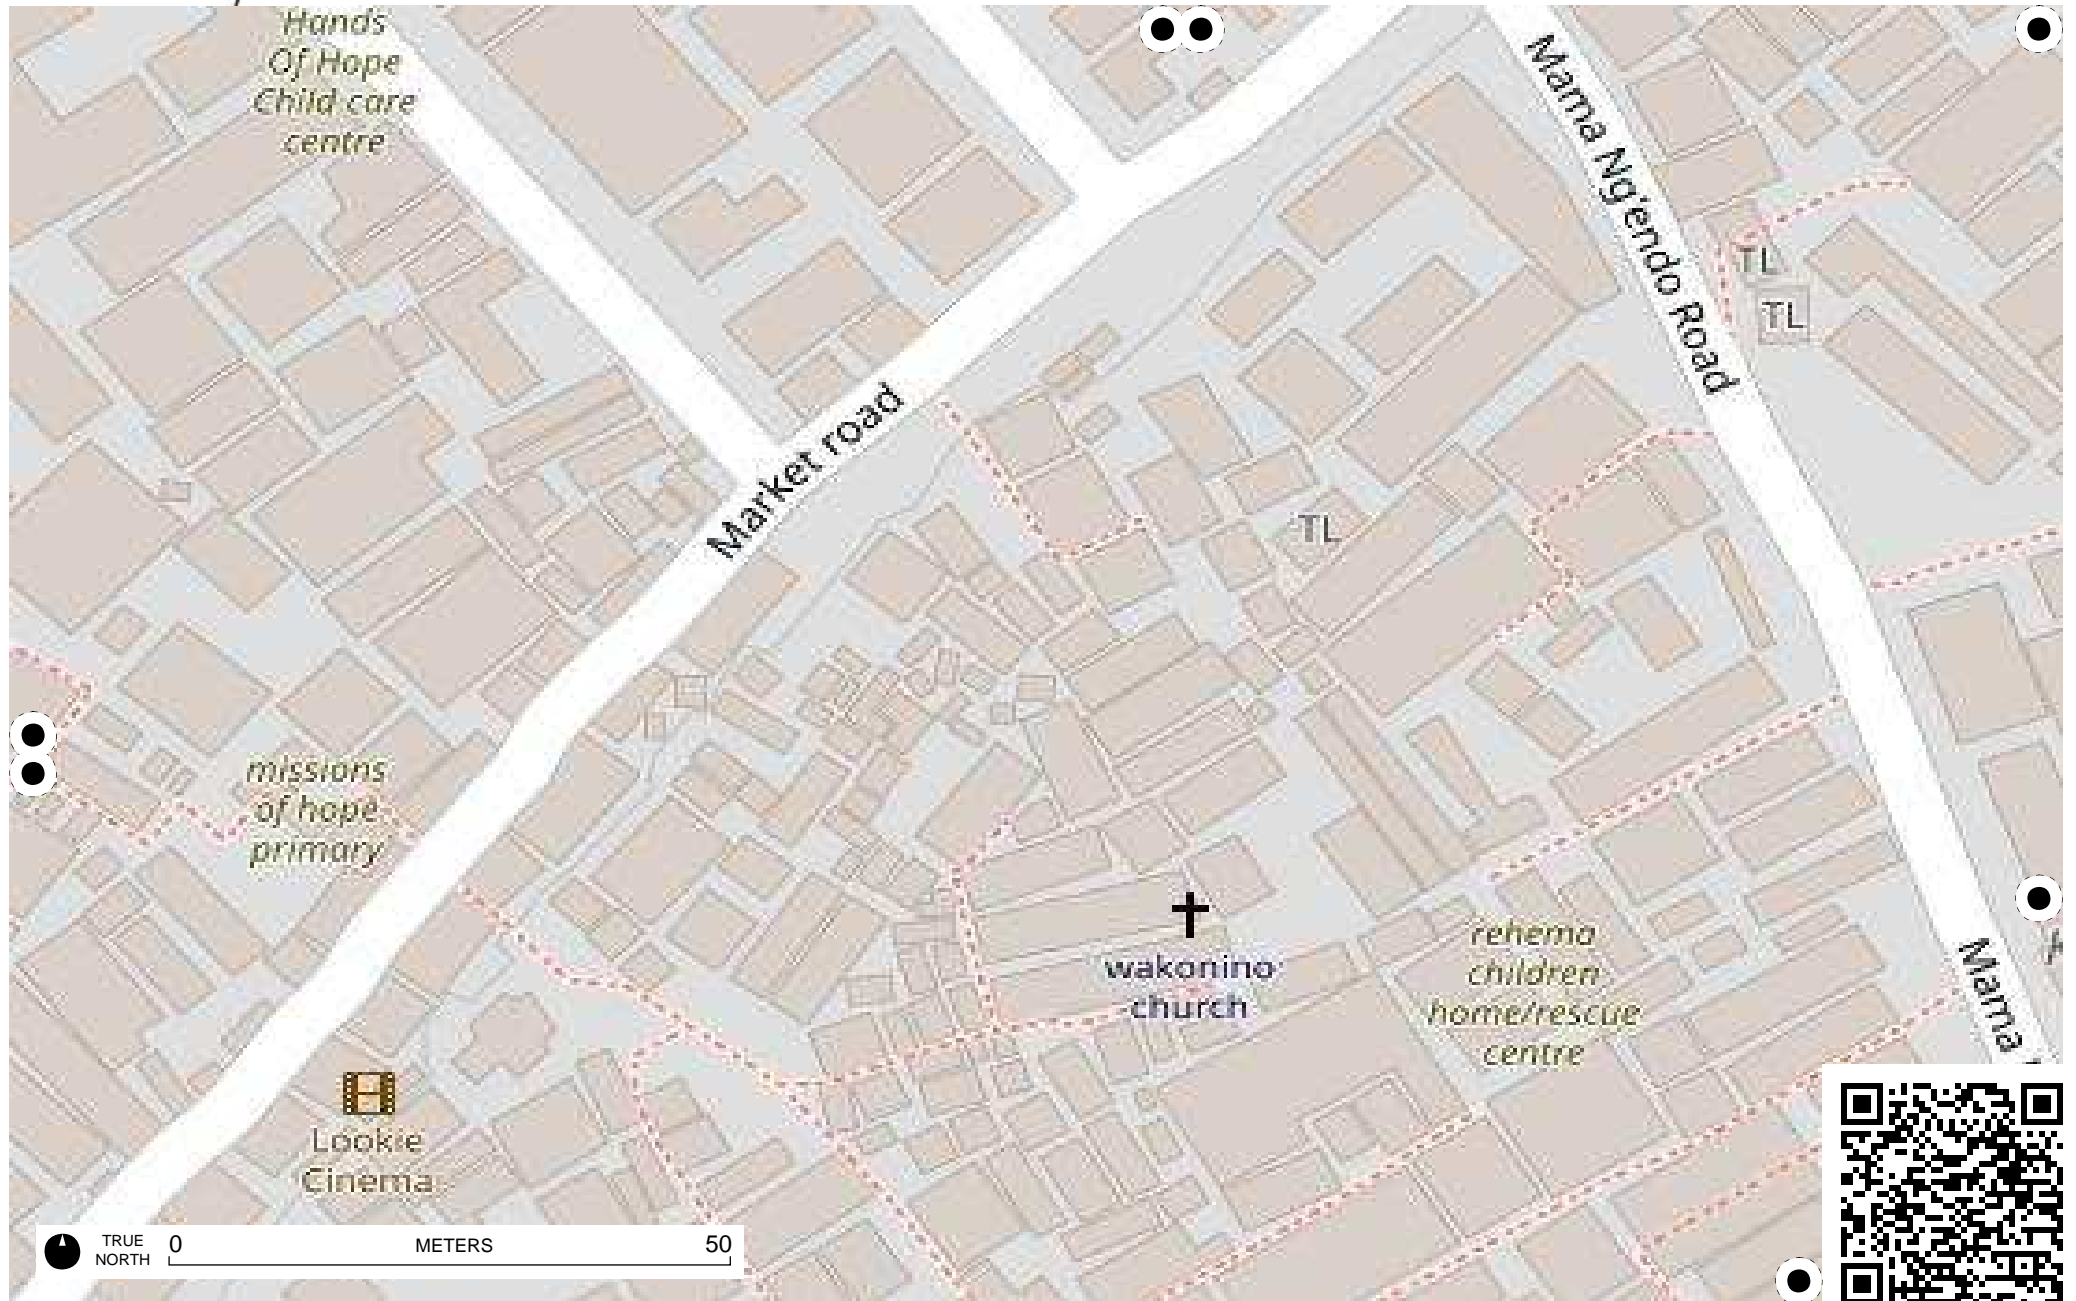 Hands
Of Hope
Child care
centre
Mama Ng'endo Road
TL
TL
Market road
TL
missions
of hope
primary
wakonino
church
rehema
children
home/rescue
centre
Mama
Lookie
Cinema
TRUE
NORTH
0 METERS 50